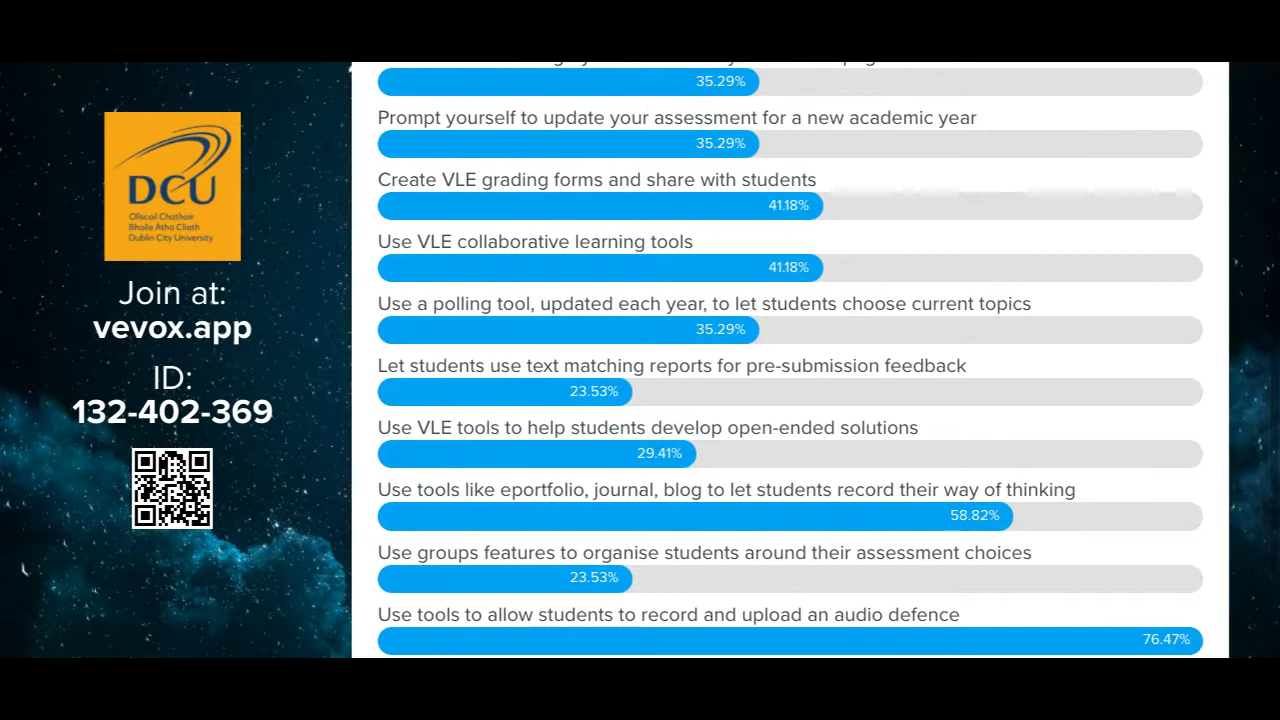 DCU
Ollscoil Chathair
Bhaile Átha Cliath
Dublin City University
Join at:
vevox.app
ID:
132-402-369
35.29%
Prompt yourself to update your assessment for a new academic year
35.29%
Create VLE grading forms and share with students
41.18%
Use VLE collaborative learning tools
41.18%
Use a polling tool, updated each year, to let students choose current topics
35.29%
Let students use text matching reports for pre-submission feedback
23.53%
Use VLE tools to help students develop open-ended solutions
29.41%
Use tools like eportfolio, journal, blog to let students record their way of thinking
58.82%
Use groups features to organise students around their assessment choices
23.53%
Use tools to allow students to record and upload an audio defence
76.47%